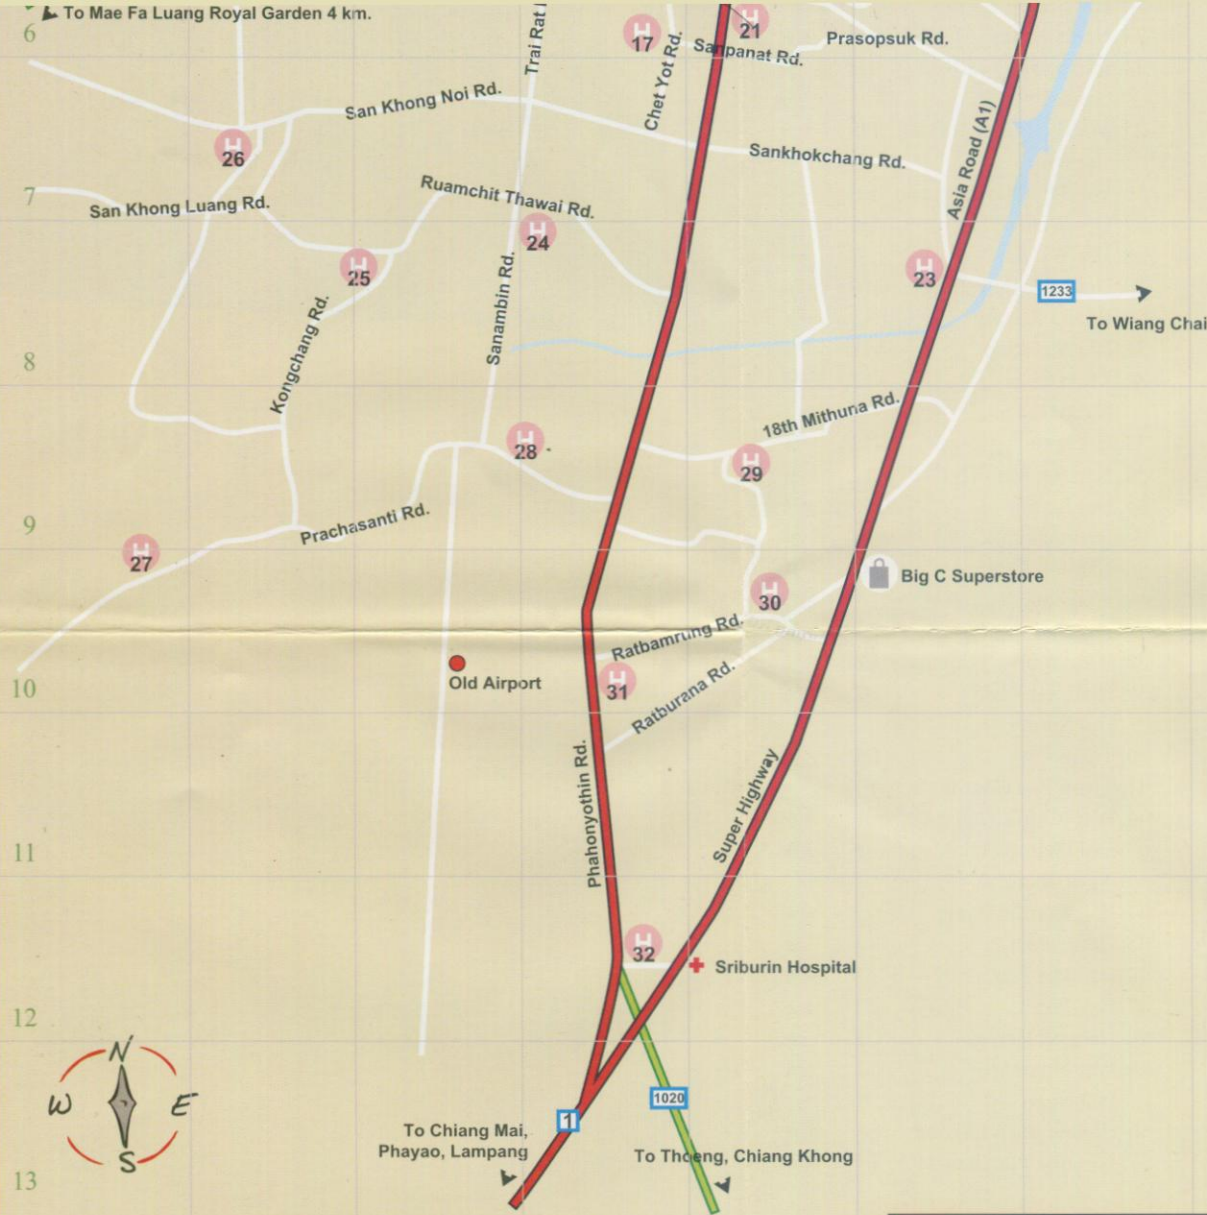 To Mae Fa Luang Royal Garden 4 km.
6
H
17
H
21
Trai Rat
Chet Yot Rd.
Sanpanat Rd.
Prasopsuk Rd.
San Khong Noi Rd.
H
26
Sankhokchang Rd.
Asia Road (A1)
7
San Khong Luang Rd.
Ruamchit Thawai Rd.
H
24
H
25
H
23
1233
To Wiang Chai
Sanambin Rd.
Kongchang Rd.
8
18th Mithuna Rd.
H
28
H
29
9
Prachasanti Rd.
H
27
Big C Superstore
H
30
Ratbamrung Rd.
10
Old Airport
H
31
Ratburana Rd.
Phahonyothin Rd.
Super Highway
11
H
32
Sriburin Hospital
12
N
W
E
S
1020
1
To Chiang Mai,
Phayao, Lampang
To Thoeng, Chiang Khong
13